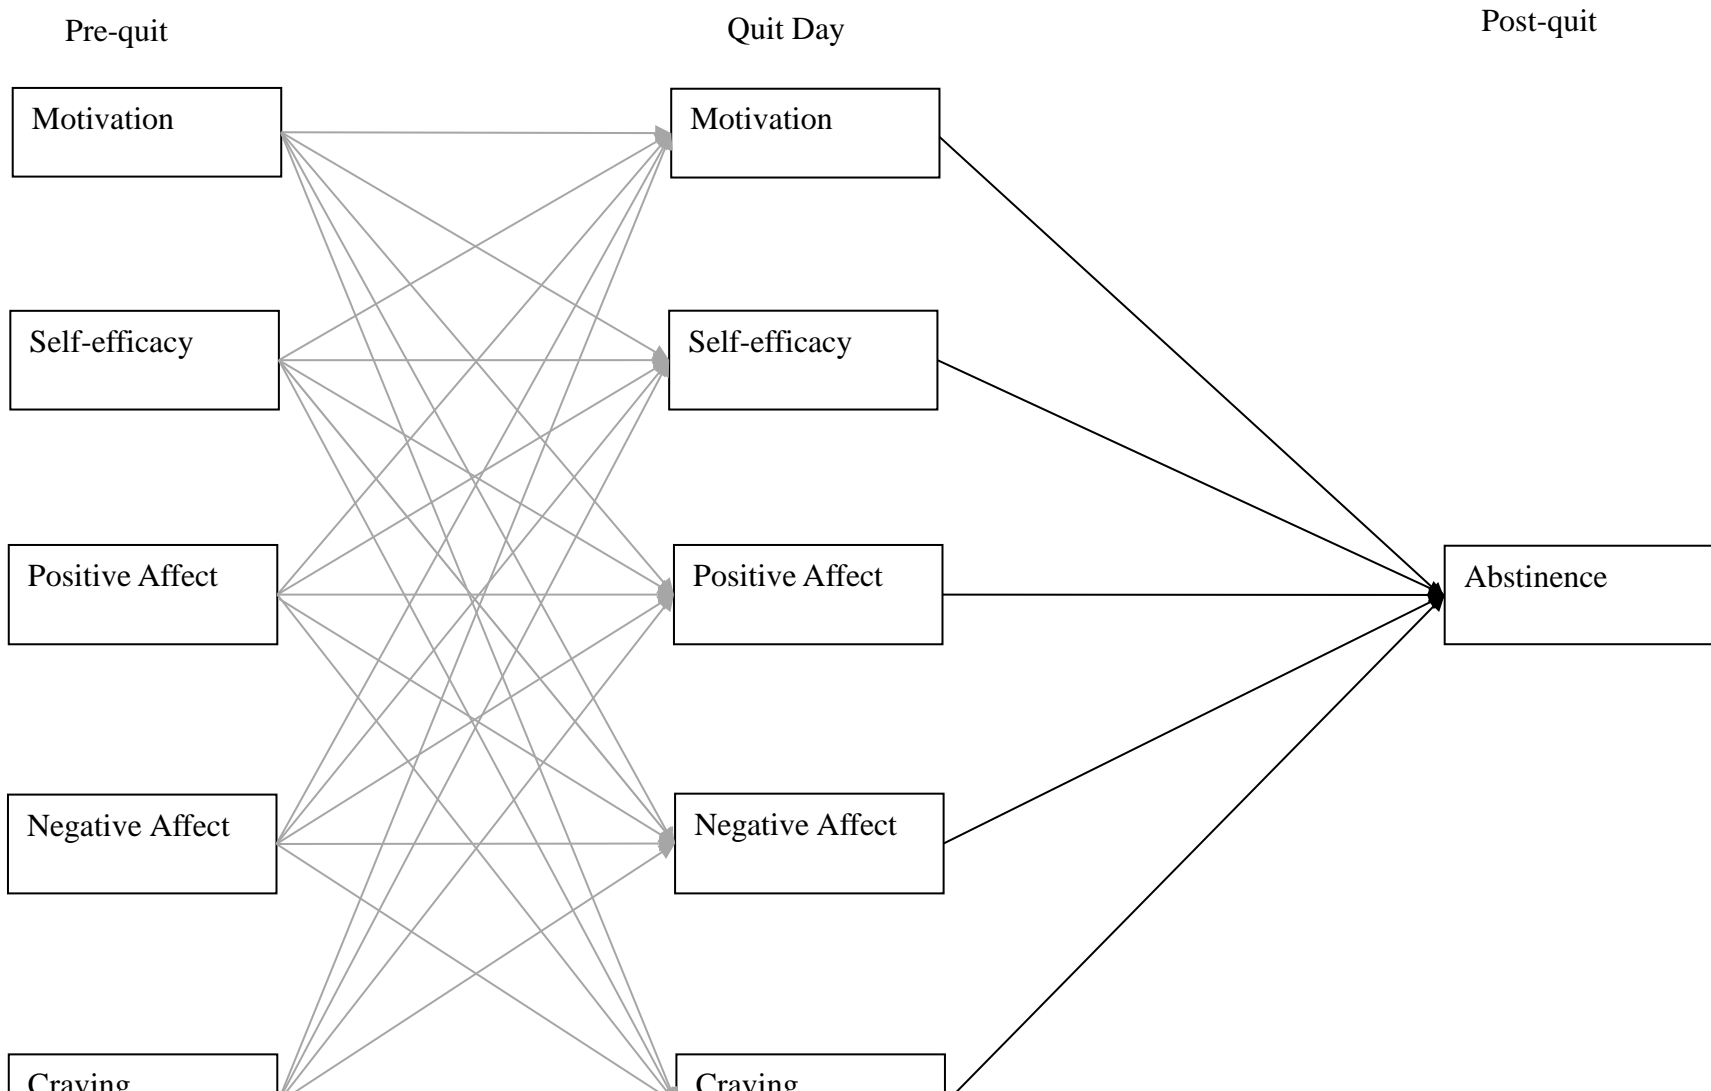 Pre-quit
Quit Day
Post-quit
Motivation
Motivation
Self-efficacy
Self-efficacy
Positive Affect
Positive Affect
Abstinence
Negative Affect
Negative Affect
Craving
Craving